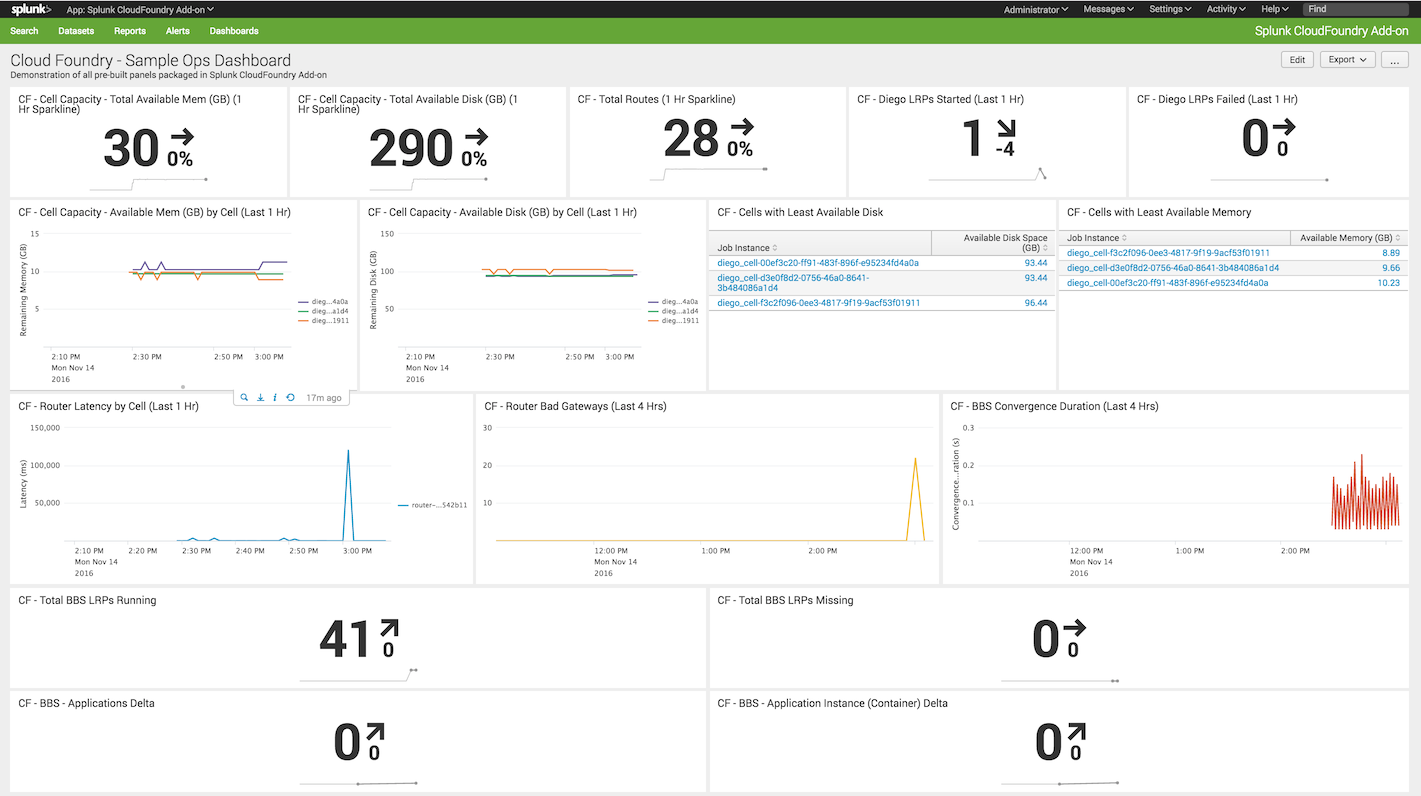 splunk> App: Splunk CloudFoundry Add-on Administrator Messages Settings Activity Help Find
Search Datasets Reports Alerts Dashboards Splunk CloudFoundry Add-on
Cloud Foundry - Sample Ops Dashboard Edit Export ...
Demonstration of all pre-built panels packaged in Splunk CloudFoundry Add-on
CF - Cell Capacity - Total Available Mem (GB) (1
Hr Sparkline)
30 0%
CF - Cell Capacity - Total Available Disk (GB) (1
Hr Sparkline)
290 0%
CF - Total Routes (1 Hr Sparkline)
28 0%
CF - Diego LRPs Started (Last 1 Hr)
1 -4
CF - Diego LRPs Failed (Last 1 Hr)
0 0
CF - Cell Capacity - Available Mem (GB) by Cell (Last 1 Hr)
Remaining Memory (GB)
15
10
5
dieg...4a0a
dieg...a1d4
dieg...1911
2:10 PM 2:30 PM 2:50 PM 3:00 PM
Mon Nov 14
2016
17m ago
CF - Cell Capacity - Available Disk (GB) by Cell (Last 1 Hr)
Remaining Disk (GB)
150
100
50
dieg...4a0a
dieg...a1d4
dieg...1911
2:10 PM 2:30 PM 2:50 PM 3:00 PM
Mon Nov 14
2016
CF - Cells with Least Available Disk
Job Instance Available Disk Space
(GB)
diego_cell-00ef3c20-ff91-483f-896f-e95234fd4a0a 93.44
diego_cell-d3e0f8d2-0756-46a0-8641- 93.44
3b484086a1d4
diego_cell-f3c2f096-0ee3-4817-9f19-9acf53f01911 96.44
CF - Cells with Least Available Memory
Job Instance Available Memory (GB)
diego_cell-f3c2f096-0ee3-4817-9f19-9acf53f01911 8.89
diego_cell-d3e0f8d2-0756-46a0-8641-3b484086a1d4 9.66
diego_cell-00ef3c20-ff91-483f-896f-e95234fd4a0a 10.23
CF - Router Latency by Cell (Last 1 Hr)
Latency (ms)
150,000
100,000
50,000
router-...542b11
2:10 PM 2:20 PM 2:30 PM 2:40 PM 2:50 PM 3:00 PM
Mon Nov 14
2016
CF - Router Bad Gateways (Last 4 Hrs)
30
20
10
12:00 PM 1:00 PM 2:00 PM
Mon Nov 14
2016
CF - BBS Convergence Duration (Last 4 Hrs)
Convergence...ration (s)
0.3
0.2
0.1
12:00 PM 1:00 PM 2:00 PM
Mon Nov 14
2016
CF - Total BBS LRPs Running
41 0
CF - Total BBS LRPs Missing
0 0
CF - BBS - Applications Delta
0 0
CF - BBS - Application Instance (Container) Delta
0 0